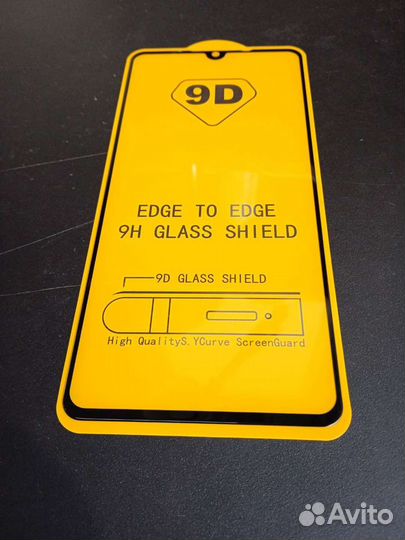 9D
EDGE TO EDGE
9H GLASS SHIELD
9D GLASS SHIELD
High QualityS.YCurve ScreenGuard
Avito